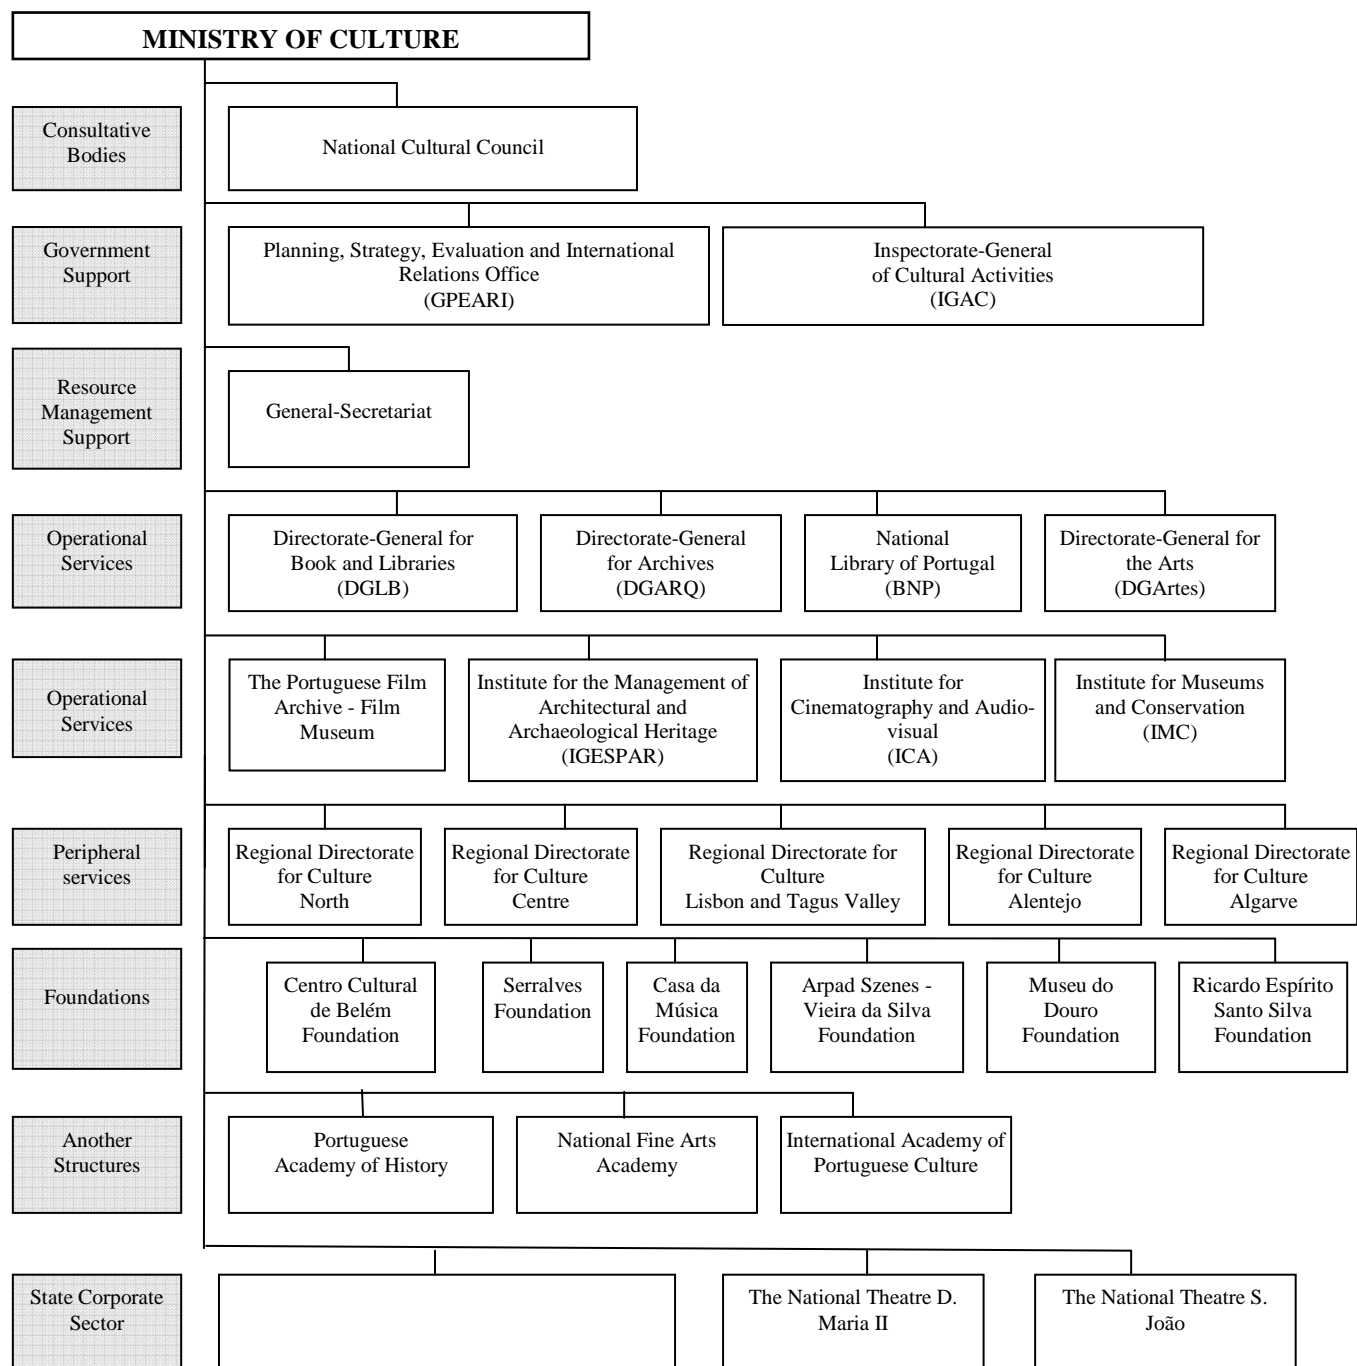 MINISTRY OF CULTURE
Consultative
Bodies
National Cultural Council
Government
Support
Planning, Strategy, Evaluation and International
Relations Office
(GPEARI)
Inspectorate-General
of Cultural Activities
(IGAC)
Resource
Management
Support
General-Secretariat
Operational
Services
Directorate-General for
Book and Libraries
(DGLB)
Directorate-General
for Archives
(DGARQ)
National
Library of Portugal
(BNP)
Directorate-General for
the Arts
(DGArtes)
Operational
Services
The Portuguese Film
Archive - Film
Museum
Institute for the Management of
Architectural and
Archaeological Heritage
(IGESPAR)
Institute for
Cinematography and Audio-
visual
(ICA)
Institute for Museums
and Conservation
(IMC)
Peripheral
services
Regional Directorate
for Culture
North
Regional Directorate
for Culture
Centre
Regional Directorate for
Culture
Lisbon and Tagus Valley
Regional Directorate
for Culture
Alentejo
Regional Directorate
for Culture
Algarve
Foundations
Centro Cultural
de Belém
Foundation
Serralves
Foundation
Casa da
Música
Foundation
Arpad Szenes -
Vieira da Silva
Foundation
Museu do
Douro
Foundation
Ricardo Espírito
Santo Silva
Foundation
Another
Structures
Portuguese
Academy of History
National Fine Arts
Academy
International Academy of
Portuguese Culture
State Corporate
Sector
The National Theatre D.
Maria II
The National Theatre S.
João